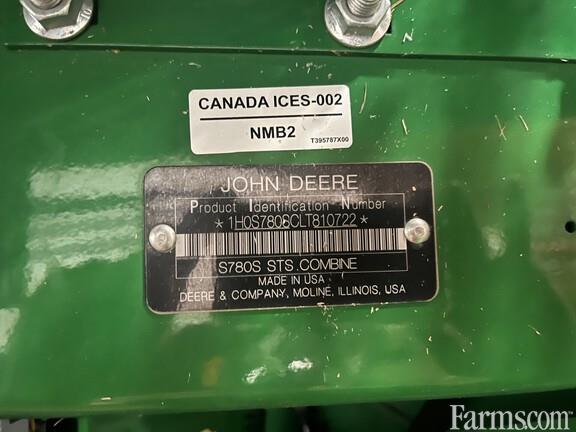 CANADA ICES-002
NMB2
T395787X00
JOHN DEERE
Product Identification Number
*1H0S780SCLT810722*
S780S STS COMBINE
MADE IN USA
DEERE & COMPANY, MOLINE, ILLINOIS, USA
Farms.com